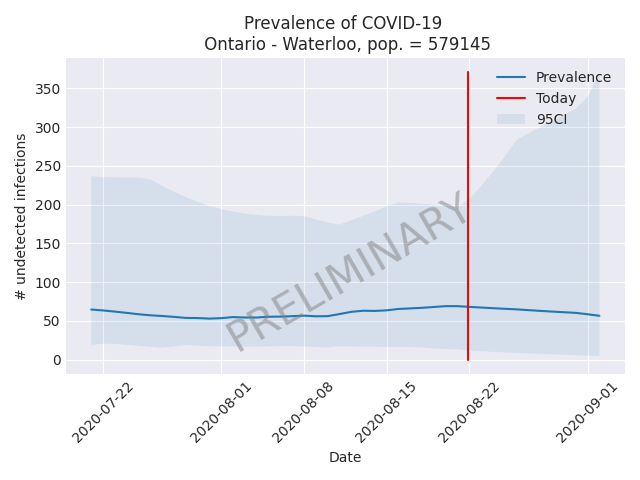 Prevalence of COVID-19
Ontario - Waterloo, pop. = 579145
Prevalence
Today
95CI
# undetected infections
350
300
250
200
150
100
50
0
PRELIMINARY
2020-07-22
2020-08-01
2020-08-08
2020-08-15
2020-08-22
2020-09-01
Date